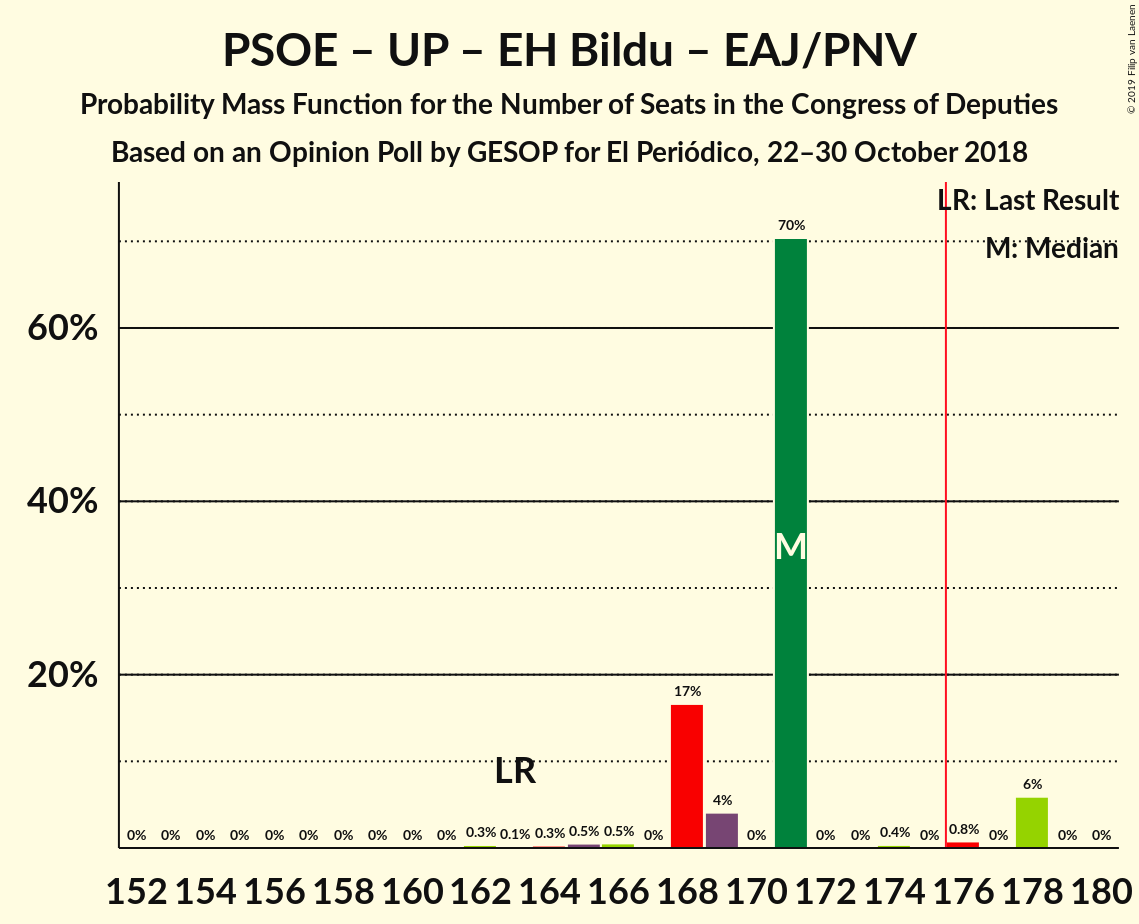 PSOE – UP – EH Bildu – EAJ/PNV
Probability Mass Function for the Number of Seats in the Congress of Deputies
Based on an Opinion Poll by GESOP for El Periódico, 22–30 October 2018
© 2019 Filip van Laenen
LR: Last Result
M: Median
70%
60%
40%
M
20%
17%
LR
6%
4%
0% 0% 0% 0% 0% 0% 0% 0% 0% 0% 0.3% 0.1% 0.3% 0.5% 0.5% 0% 0% 0% 0% 0.4% 0% 0.8% 0% 0% 0%
152 154 156 158 160 162 164 166 168 170 172 174 176 178 180